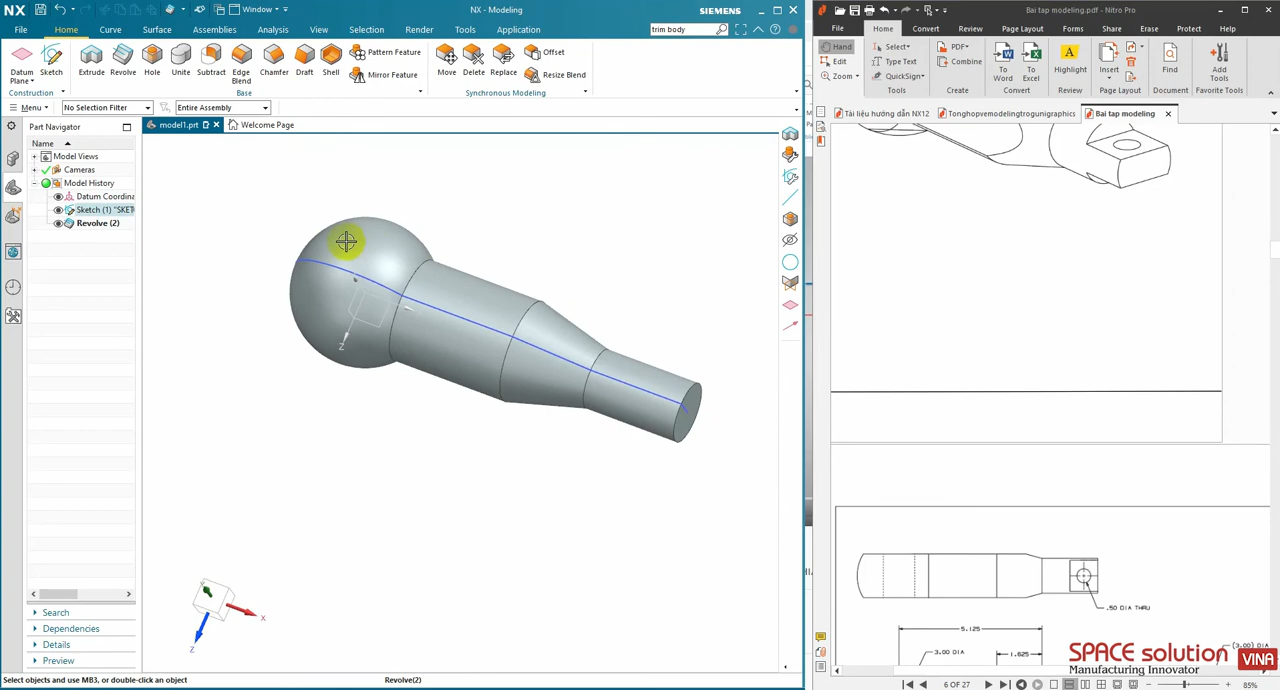 NX
Window
NX - Modeling
SIEMENS
File
Home
Curve
Surface
Assemblies
Analysis
View
Selection
Render
Tools
Application
trim body
Datum Plane
Sketch
Extrude
Revolve
Hole
Unite
Subtract
Edge Blend
Chamfer
Draft
Shell
Pattern Feature
Mirror Feature
Move
Delete
Replace
Offset
Resize Blend
Construction
Base
Synchronous Modeling
Menu
No Selection Filter
Entire Assembly
Part Navigator
model1.prt
Welcome Page
Name
Model Views
Cameras
Model History
Datum Coordina
Sketch (1) "SKET
Revolve (2)
Z
X
Z
Search
Dependencies
Details
Preview
Select objects and use MB3, or double-click an object
Revolve(2)
Bai tap modeling.pdf - Nitro Pro
File
Home
Convert
Review
Page Layout
Forms
Share
Erase
Protect
Help
Hand
Edit
Zoom
Select
Type Text
QuickSign
PDF
Combine
To Word
To Excel
Highlight
Insert
Find
Add Tools
Tools
Create
Convert
Review
Page Layout
Document
Favorite Tools
Tài liệu hướng dẫn NX12
Tonghopvemodelingtrogunigraphics
Bai tap modeling
.50 DIA THRU
5.125
3.00 DIA
1.625
(3.00) DI
SPACE solution
Manufacturing Innovator
VINA
6 OF 27
85%